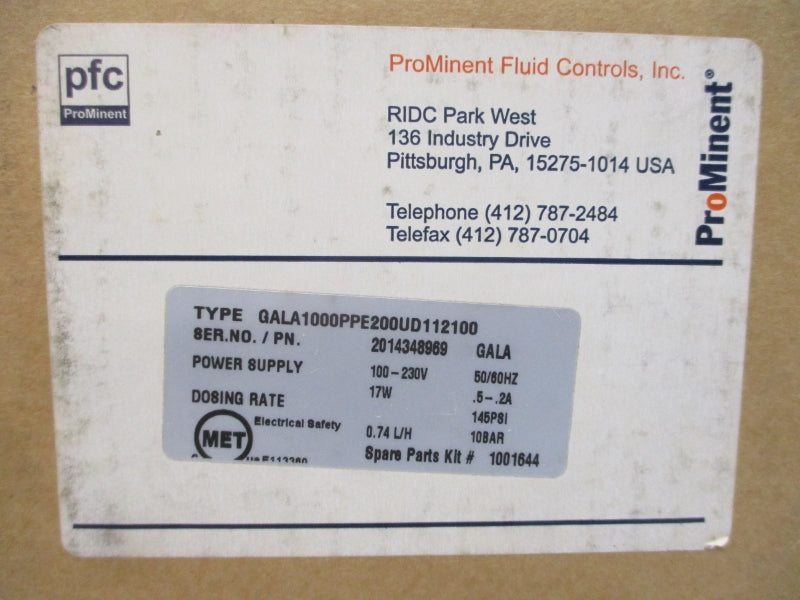 pfc
ProMinent
ProMinent Fluid Controls, Inc.
RIDC Park West
136 Industry Drive
Pittsburgh, PA, 15275-1014 USA
Telephone (412) 787-2484
Telefax (412) 787-0704
ProMinent®
TYPE GALA1000PPE200UD112100
SER.NO. / PN. 2014348969 GALA
POWER SUPPLY 100-230V 50/60HZ
17W .5-.2A
DOSING RATE 145PSI
0.74 L/H 10BAR
MET Electrical Safety
Spare Parts Kit # 1001644